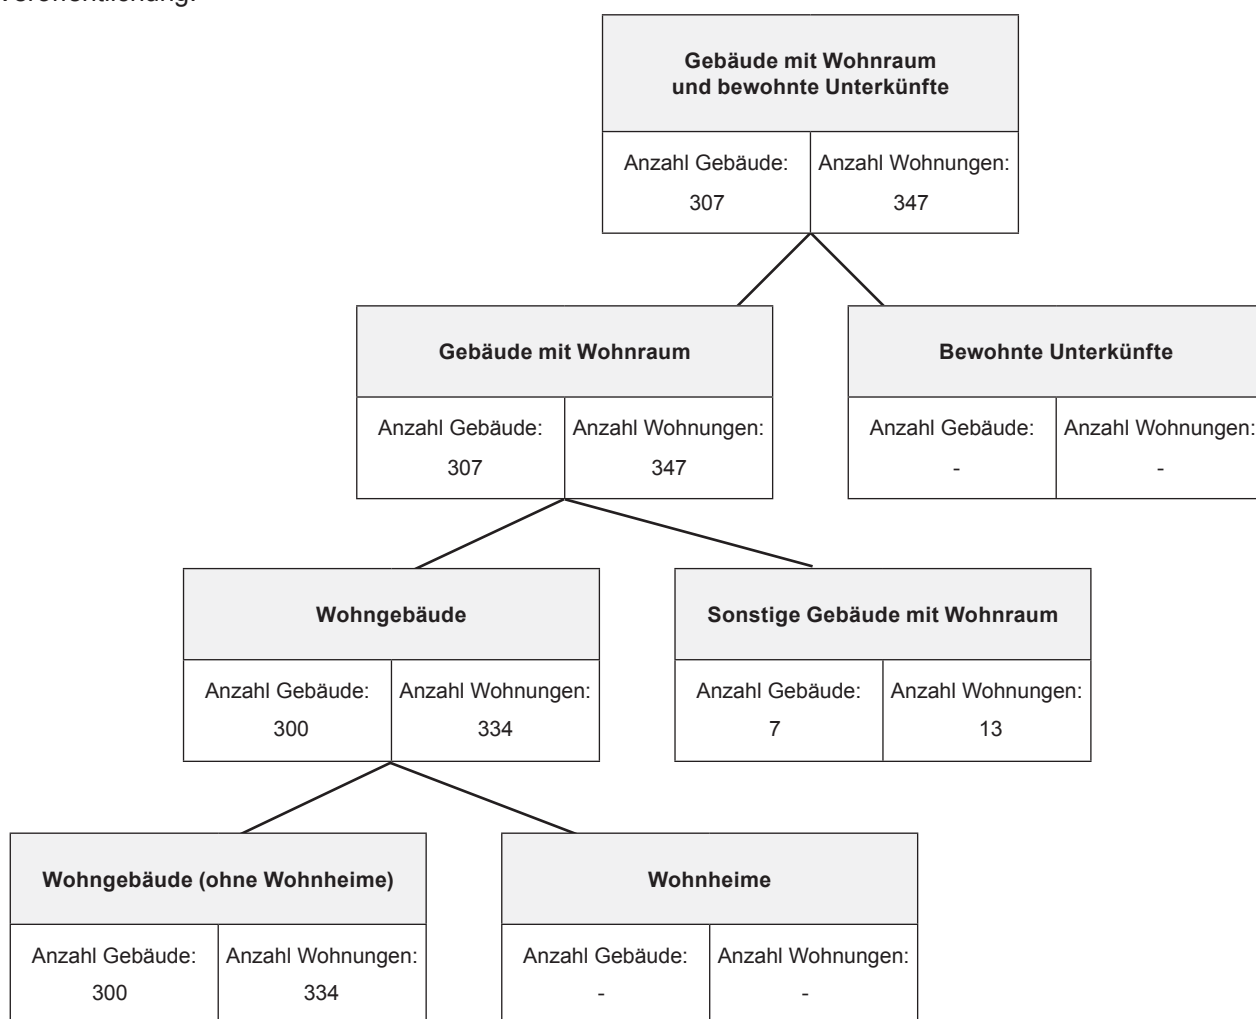 Veröffentlichung.
Gebäude mit Wohnraum
und bewohnte Unterkünfte
Anzahl Gebäude: Anzahl Wohnungen:
307 347
Gebäude mit Wohnraum Bewohnte Unterkünfte
Anzahl Gebäude: Anzahl Wohnungen: Anzahl Gebäude: Anzahl Wohnungen:
307 347 - -
Wohngebäude Sonstige Gebäude mit Wohnraum
Anzahl Gebäude: Anzahl Wohnungen: Anzahl Gebäude: Anzahl Wohnungen:
300 334 7 13
Wohngebäude (ohne Wohnheime) Wohnheime
Anzahl Gebäude: Anzahl Wohnungen: Anzahl Gebäude: Anzahl Wohnungen:
300 334 - -